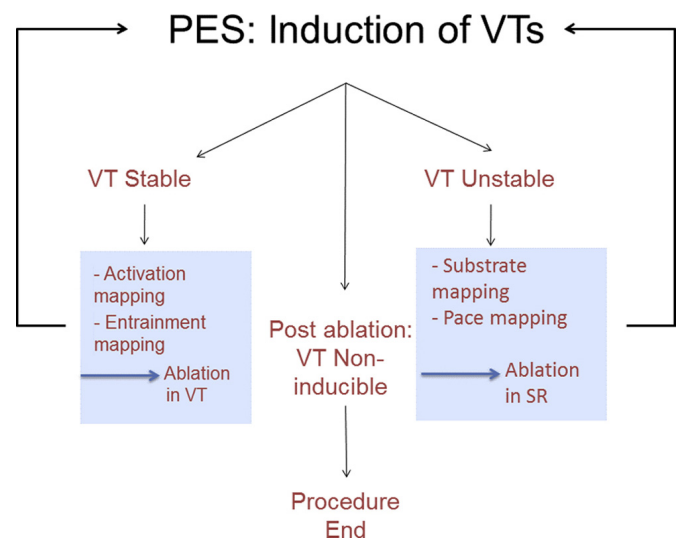 PES: Induction of VTs
VT Stable
VT Unstable
- Activation
mapping
- Entrainment
mapping
Ablation
in VT
Post ablation:
VT Non-
inducible
- Substrate
mapping
- Pace mapping
Ablation
in SR
Procedure
End